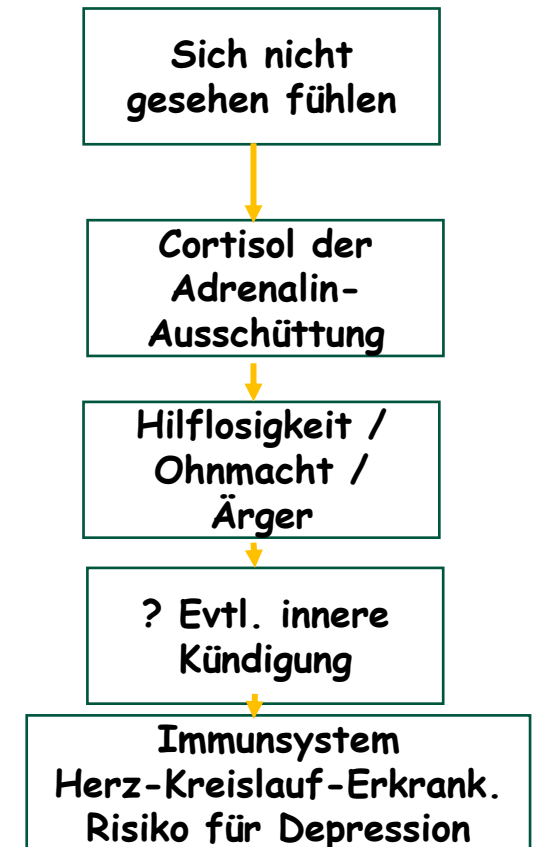 Sich nicht
gesehen fühlen
Cortisol der
Adrenalin-
Ausschüttung
Hilflosigkeit /
Ohnmacht /
Ärger
? Evtl. innere
Kündigung
Immunsystem
Herz-Kreislauf-Erkrank.
Risiko für Depression